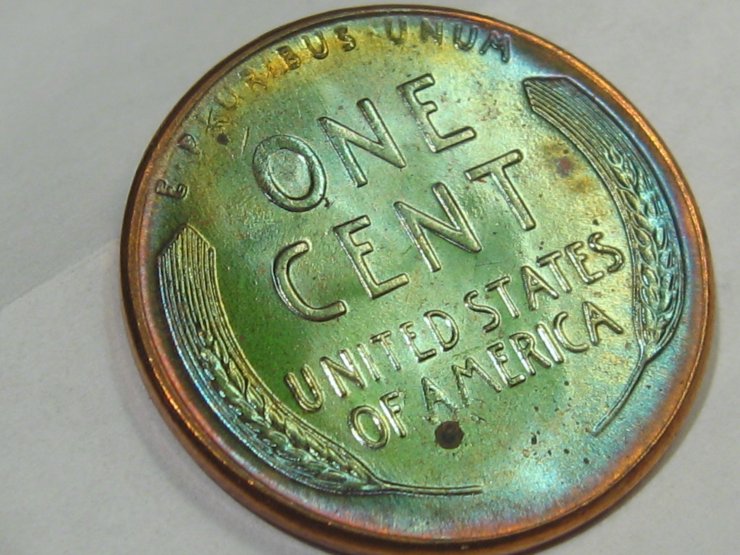 E PLURIBUS UNUM
ONE
CENT
UNITED STATES
OF AMERICA